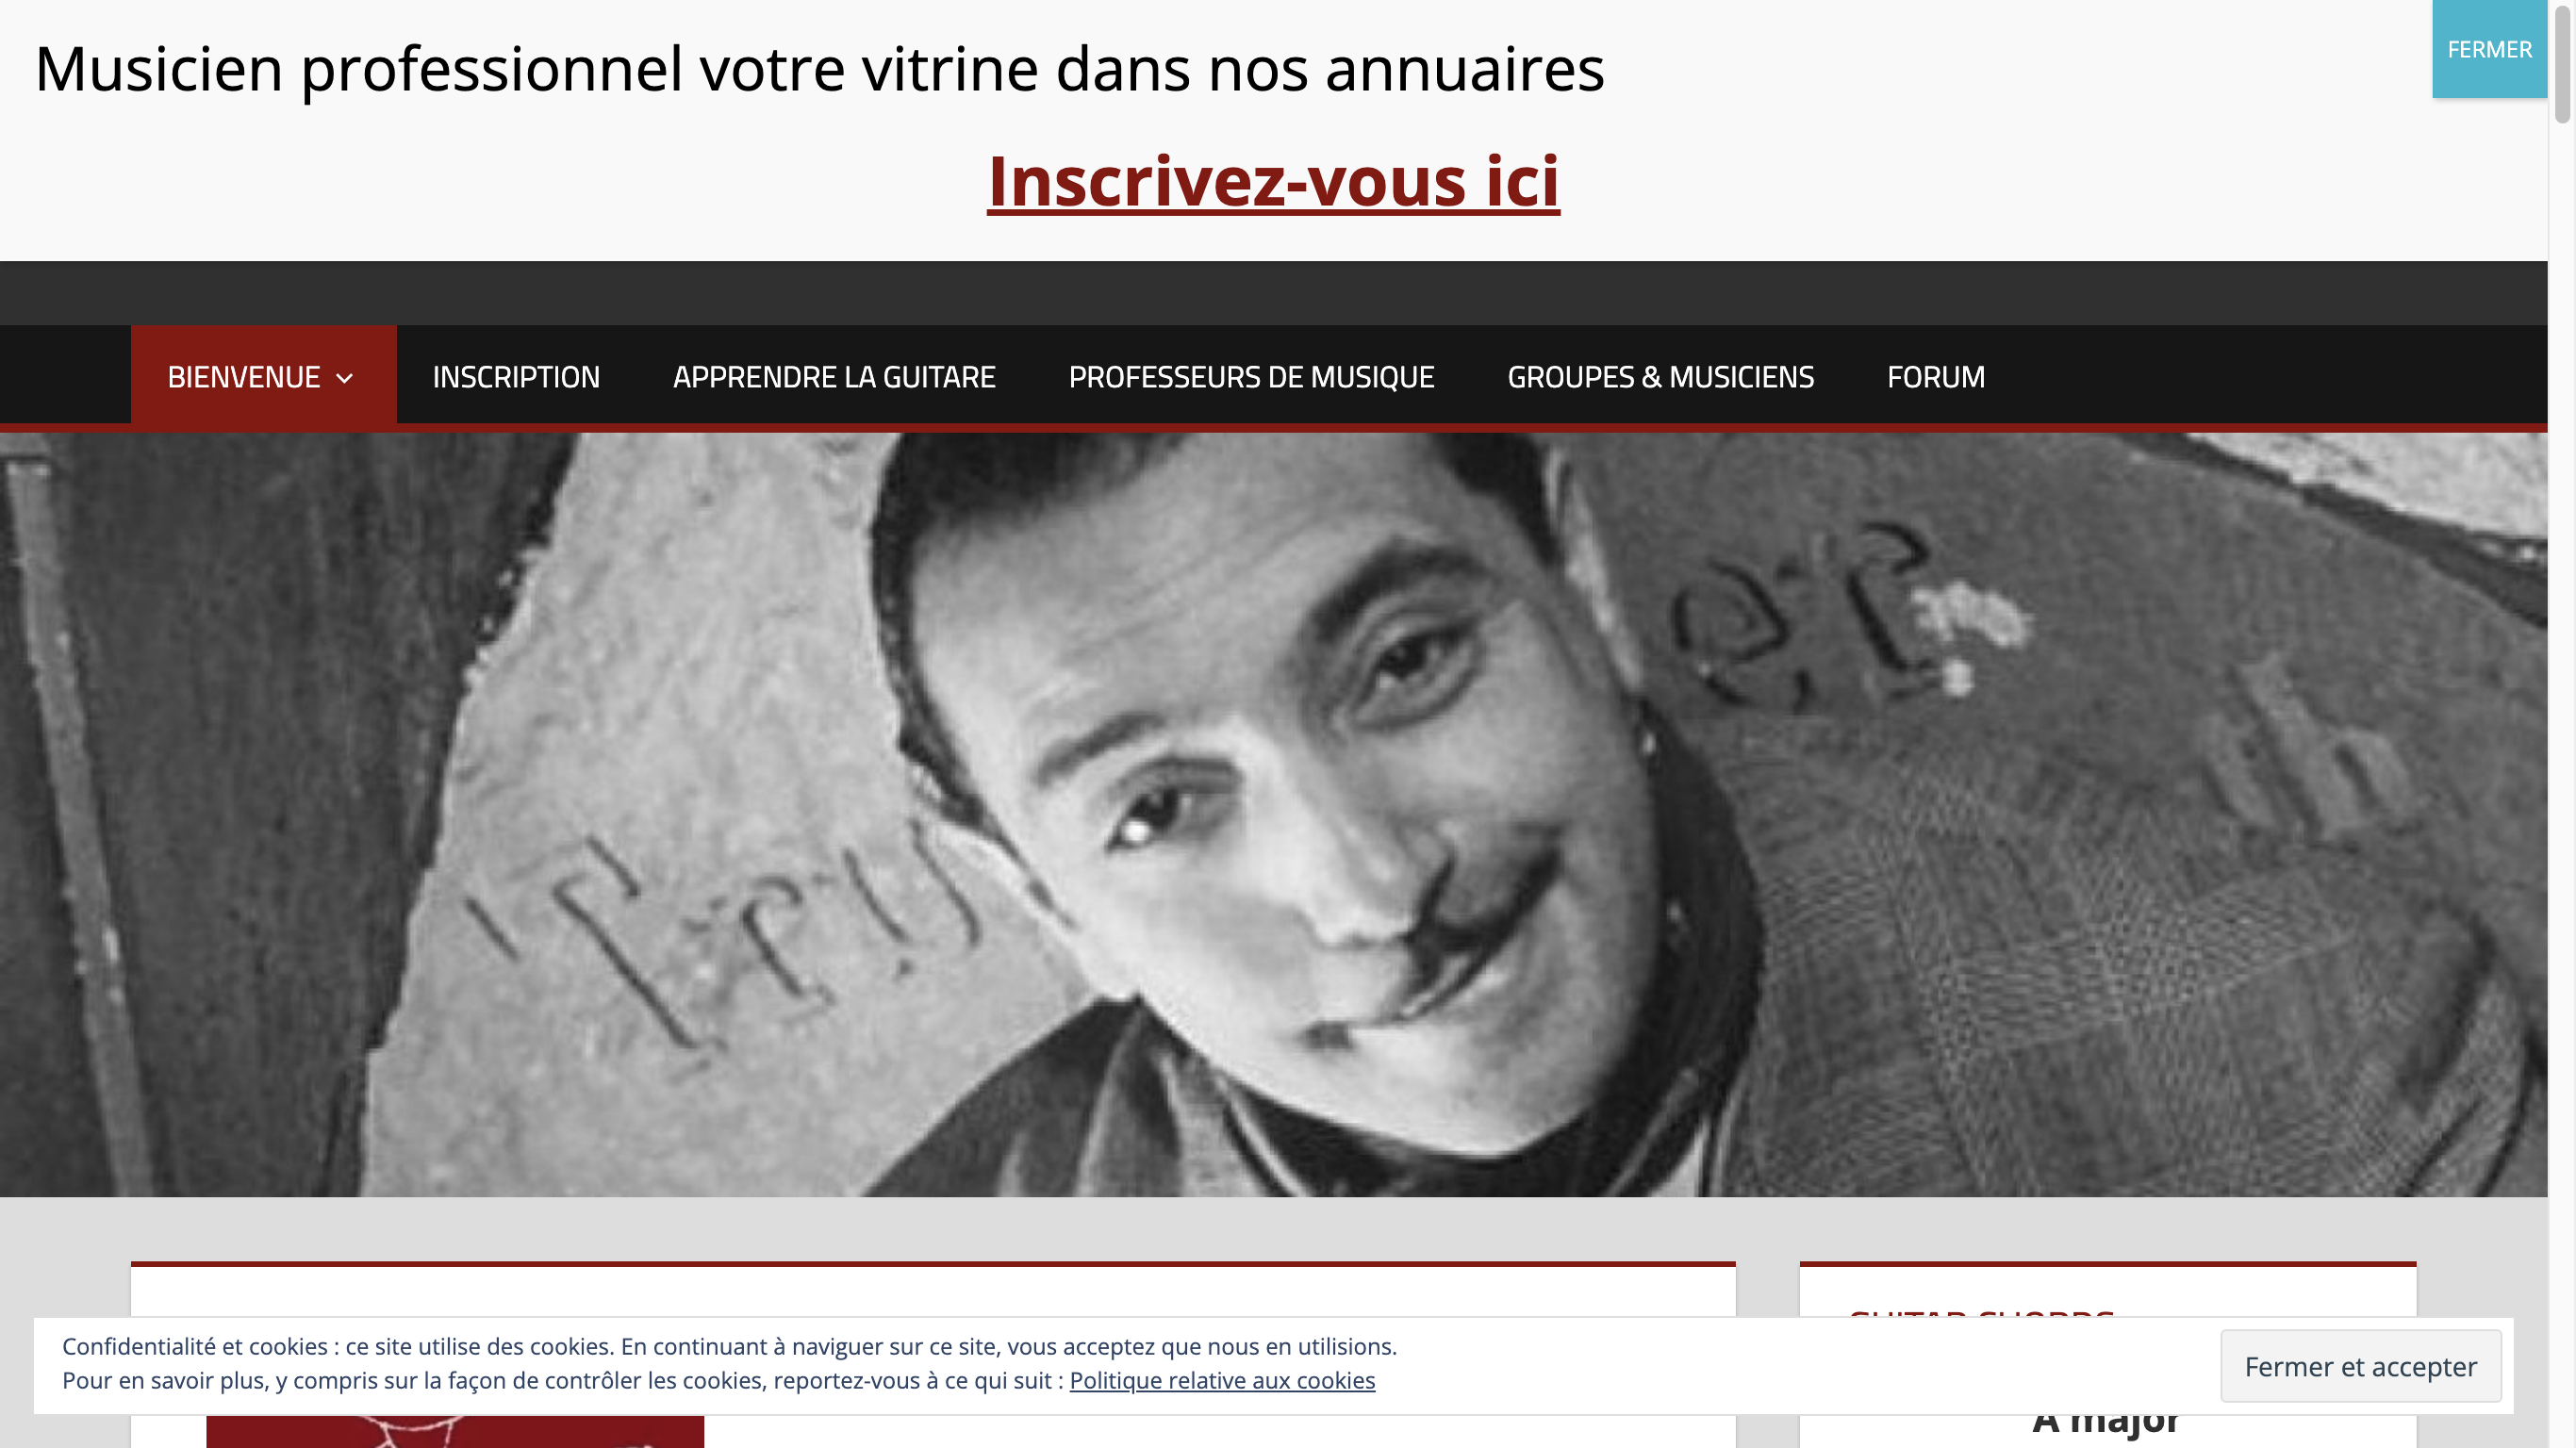 Musicien professionnel votre vitrine dans nos annuaires
FERMER
Inscrivez-vous ici
BIENVENUE INSCRIPTION APPRENDRE LA GUITARE PROFESSEURS DE MUSIQUE GROUPES & MUSICIENS FORUM
Confidentialité et cookies : ce site utilise des cookies. En continuant à naviguer sur ce site, vous acceptez que nous en utilisions.
Pour en savoir plus, y compris sur la façon de contrôler les cookies, reportez-vous à ce qui suit : Politique relative aux cookies
Fermer et accepter
A major